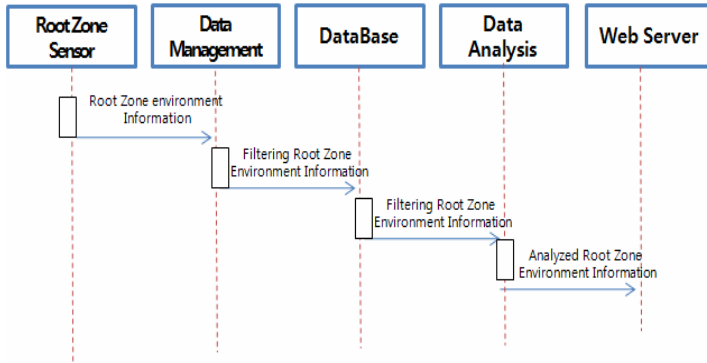 Root Zone
Sensor
Data
Management
DataBase
Data
Analysis
Web Server
Root Zone environment
Information
Filtering Root Zone
Environment Information
Filtering Root Zone
Environment Information
Analyzed Root Zone
Environment Information